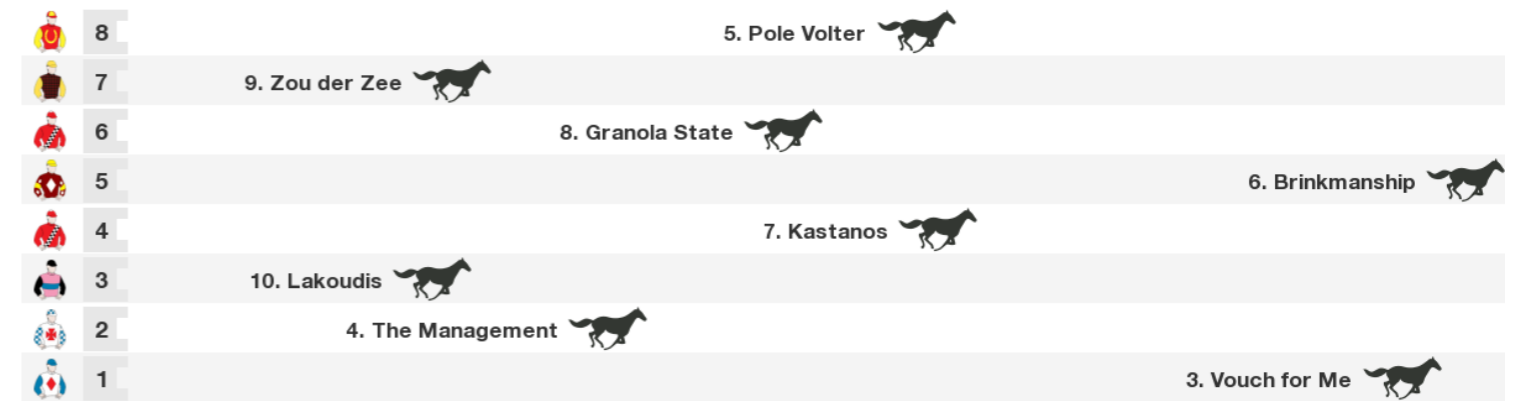 8 5. Pole Volter
7 9. Zou der Zee
6 8. Granola State
5 6. Brinkmanship
4 7. Kastanos
3 10. Lakoudis
2 4. The Management
1 3. Vouch for Me